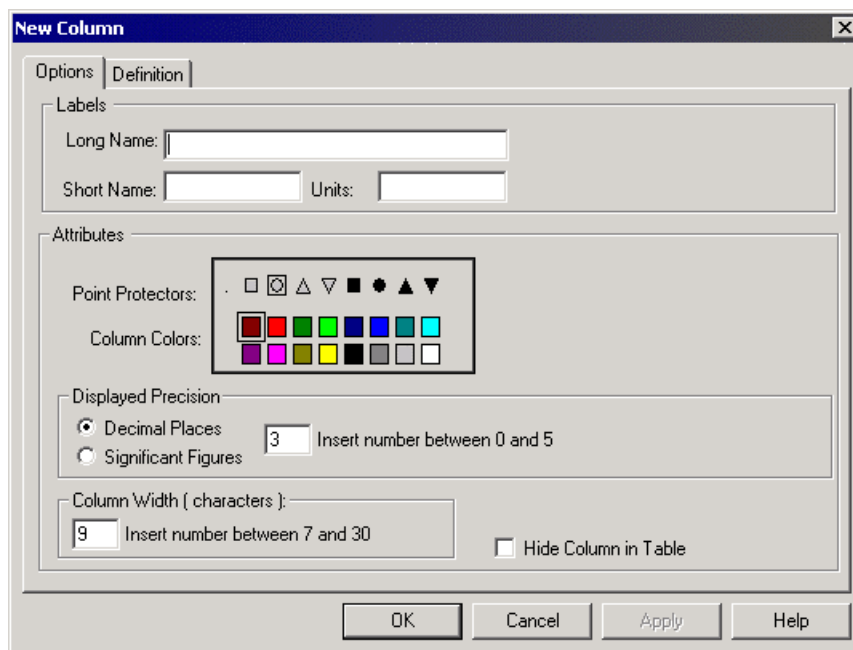 New Column
Options Definition
Labels
Long Name:
Short Name: Units:
Attributes
Point Protectors:
Column Colors:
Displayed Precision
Decimal Places
3 Insert number between 0 and 5
Significant Figures
Column Width ( characters ):
9 Insert number between 7 and 30
Hide Column in Table
OK Cancel Apply Help